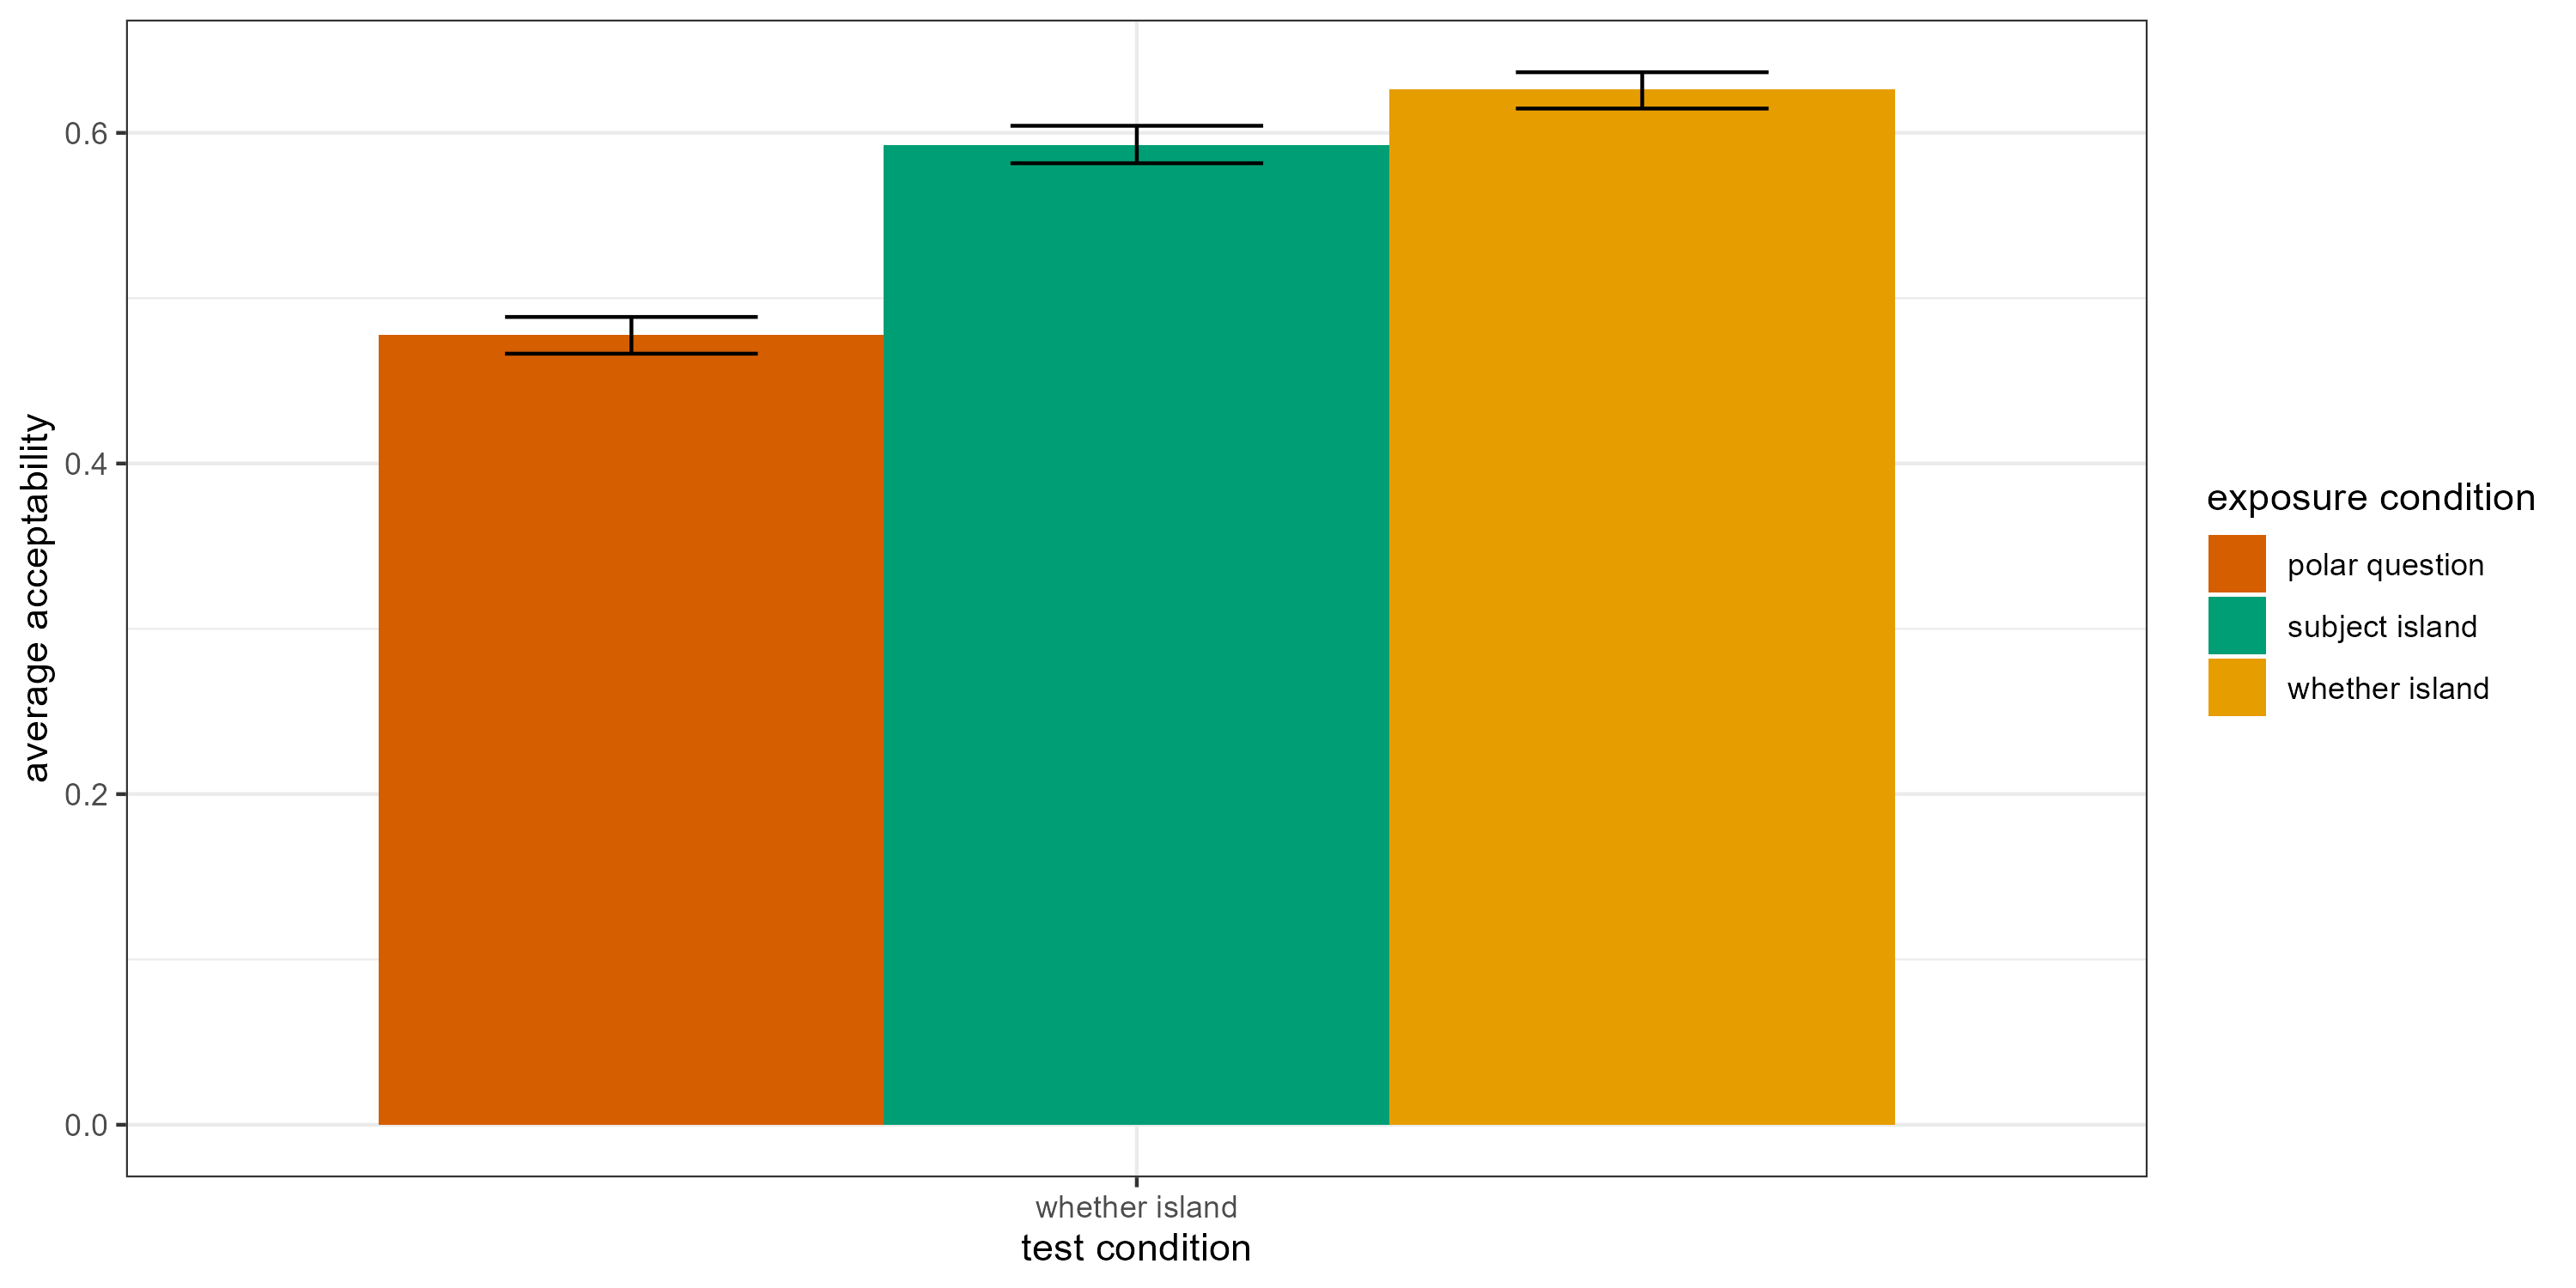 average acceptability
0.6
0.4
0.2
0.0
whether island
test condition
exposure condition
polar question
subject island
whether island